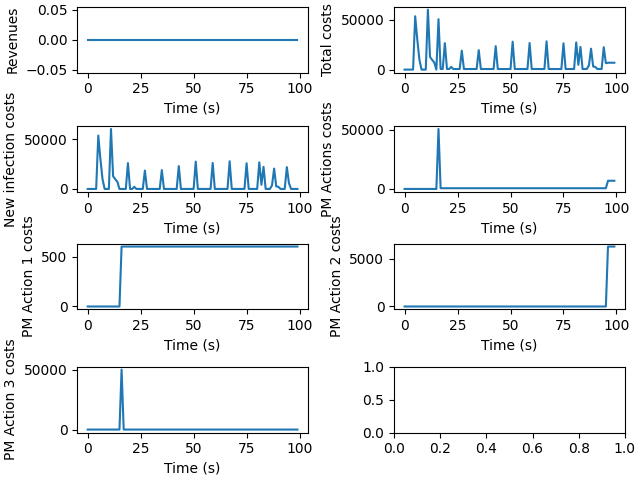 Revenues
0.05
0.00
−0.05
0 25 50 75 100
Time (s)
Total costs
50000
0
0 25 50 75 100
Time (s)
New infection costs
50000
0
0 25 50 75 100
Time (s)
PM Actions costs
50000
0
0 25 50 75 100
Time (s)
PM Action 1 costs
500
0
0 25 50 75 100
Time (s)
PM Action 2 costs
5000
0
0 25 50 75 100
Time (s)
PM Action 3 costs
50000
0
0 25 50 75 100
Time (s)
1.0
0.5
0.0
0.0 0.2 0.4 0.6 0.8 1.0